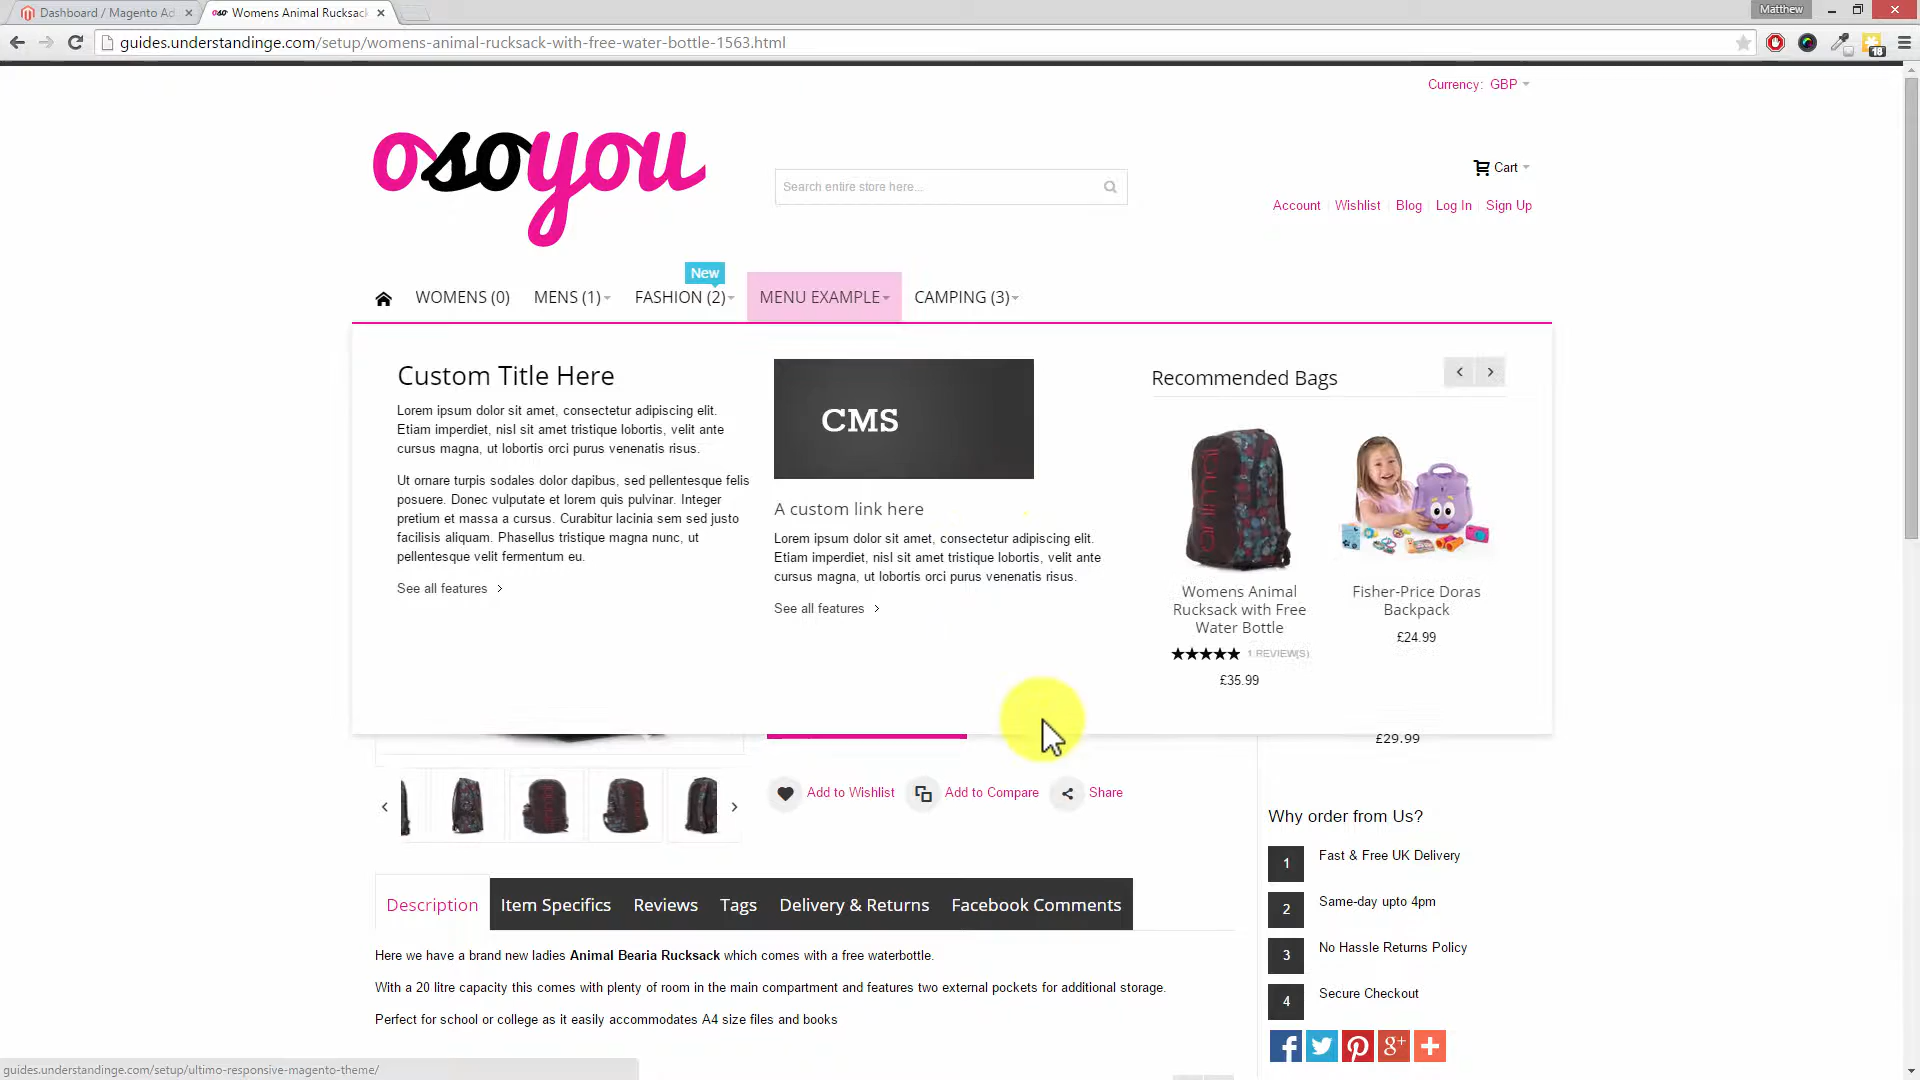 Dashboard / Magento Ad
Womens Animal Rucksack
Matthew
guides.understandinge.com/setup/womens-animal-rucksack-with-free-water-bottle-1563.html
18
Currency: GBP
osoyou
Search entire store here...
Cart
Account
Wishlist
Blog
Log In
Sign Up
New
WOMENS (0)
MENS (1)
FASHION (2)
MENU EXAMPLE
CAMPING (3)
Custom Title Here
Lorem ipsum dolor sit amet, consectetur adipiscing elit.
Etiam imperdiet, nisl sit amet tristique lobortis, velit ante
cursus magna, ut lobortis orci purus venenatis risus.
Ut ornare turpis sodales dolor dapibus, sed pellentesque felis
posuere. Donec vulputate et lorem quis pulvinar. Integer
pretium et massa a cursus. Curabitur lacinia sem sed justo
facilisis aliquam. Phasellus tristique magna nunc, ut
pellentesque velit fermentum eu.
See all features
CMS
A custom link here
Lorem ipsum dolor sit amet, consectetur adipiscing elit.
Etiam imperdiet, nisl sit amet tristique lobortis, velit ante
cursus magna, ut lobortis orci purus venenatis risus.
See all features
Recommended Bags
animal
Womens Animal
Rucksack with Free
Water Bottle
1 REVIEW(S)
£35.99
Fisher-Price Doras
Backpack
£24.99
£29.99
Add to Wishlist
Add to Compare
Share
Description
Item Specifics
Reviews
Tags
Delivery & Returns
Facebook Comments
Here we have a brand new ladies Animal Bearia Rucksack which comes with a free waterbottle.
With a 20 litre capacity this comes with plenty of room in the main compartment and features two external pockets for additional storage.
Perfect for school or college as it easily accommodates A4 size files and books
Why order from Us?
1 Fast & Free UK Delivery
2 Same-day upto 4pm
3 No Hassle Returns Policy
4 Secure Checkout
guides.understandinge.com/setup/ultimo-responsive-magento-theme/